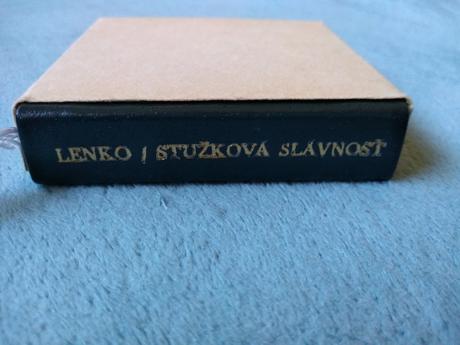 LENKO / STUŽKOVÁ SLÁVNOSŤ